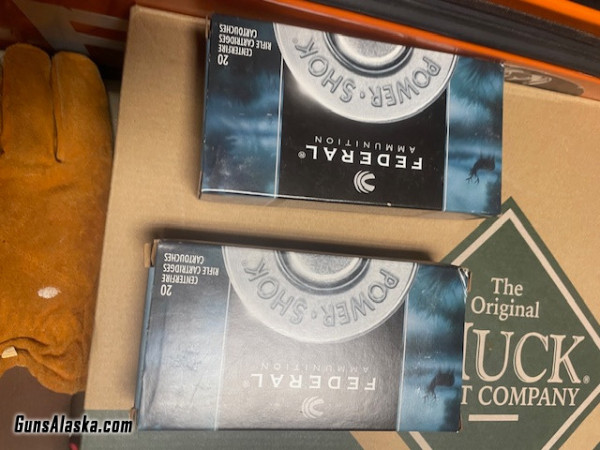 20
CENTERFIRE
RIFLE CARTRIDGES
CARTOUCHES
POWER•SHOK®
FEDERAL®
AMMUNITION
20
CENTERFIRE
RIFLE CARTRIDGES
CARTOUCHES
POWER•SHOK®
FEDERAL®
AMMUNITION
The
Original
MUCK®
COMPANY
GunsAlaska.com